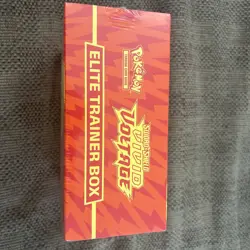 POKÉMON
SWORD & SHIELD
VIVID
VOLTAGE
ELITE TRAINER BOX